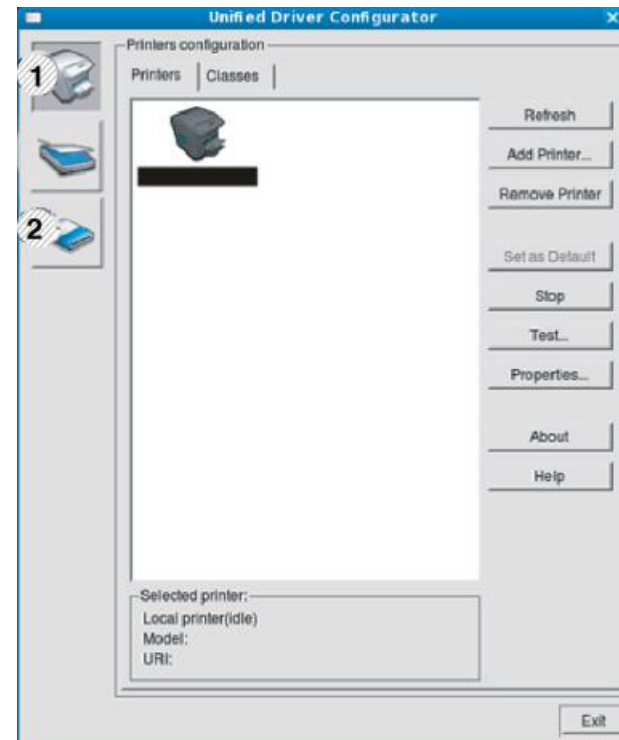 Unified Driver Configurator
Printers configuration
Printers
Classes
Refresh
Add Printer...
Remove Printer
Set as Default
Stop
Test...
Properties...
About
Help
1
2
Selected printer:
Local printer(idle)
Model:
URI:
Exit